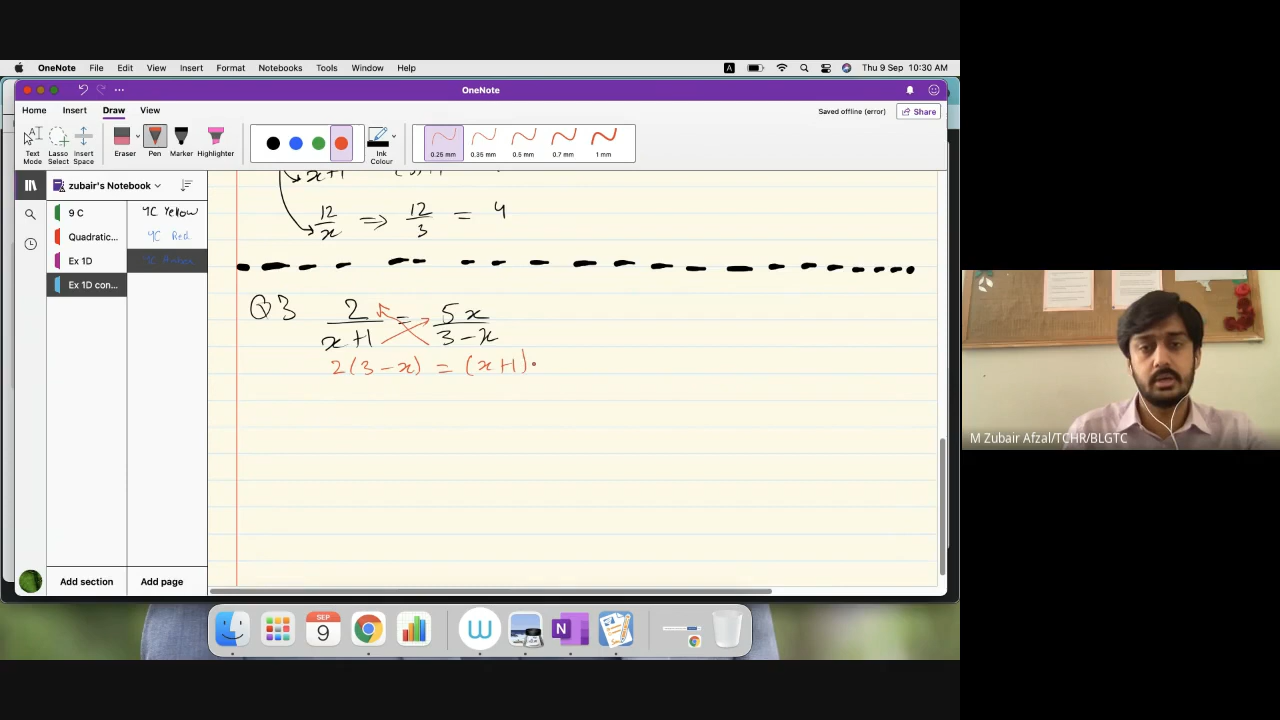 OneNote File Edit View Insert Format Notebooks Tools Window Help A Thu 9 Sep 10:30 AM
OneNote
Home Insert Draw View
Saved offline (error) Share
Text Mode Lasso Select Insert Space Eraser Pen Marker Highlighter Ink Colour 0.25 mm 0.35 mm 0.5 mm 0.7 mm 1 mm
zubair's Notebook
9 C
Quadratic...
Ex 1D
Ex 1D con...
9C Yellow
9C Red
Add section Add page
x+1
12/x ⇒ 12/3 = 4
Q3 2/(x+1) = 5x/(3-x)
2(3-x) = (x+1)
M Zubair Afzal/TCHR/BLGTC
SEP
9
W
N